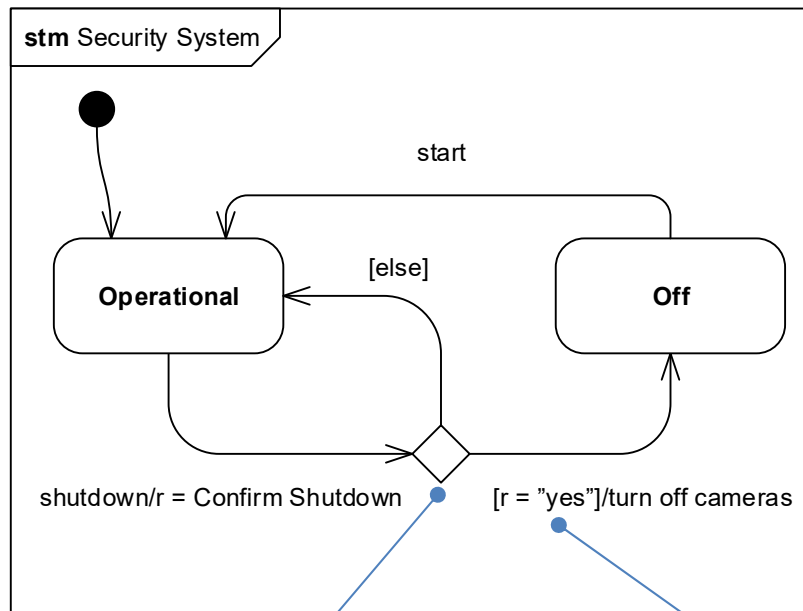 stm Security System
start
[else]
Operational
Off
shutdown/r = Confirm Shutdown
[r = ”yes”]/turn off cameras